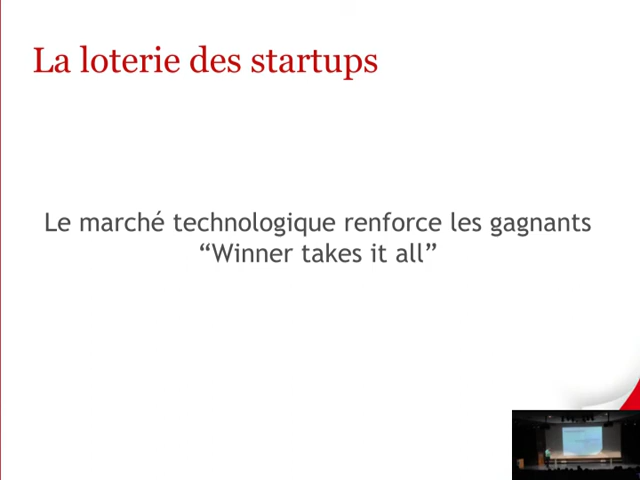 La loterie des startups
Le marché technologique renforce les gagnants
“Winner takes it all”